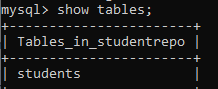 mysql> show tables;
+-----------------------+
| Tables_in_studentrepo |
+-----------------------+
| students              |